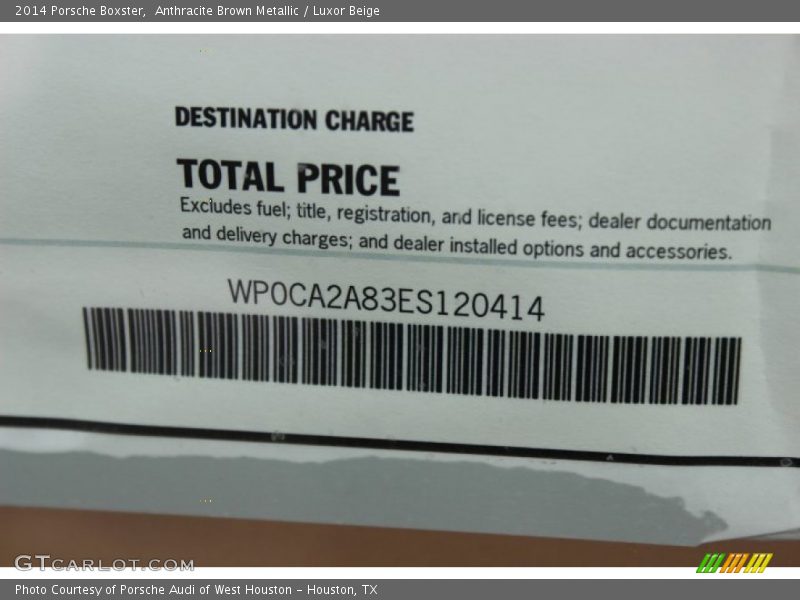 2014 Porsche Boxster,  Anthracite Brown Metallic / Luxor Beige
DESTINATION CHARGE
TOTAL PRICE
Excludes fuel; title, registration, and license fees; dealer documentation
and delivery charges; and dealer installed options and accessories.
WP0CA2A83ES120414
GTCARLOT.COM
Photo Courtesy of Porsche Audi of West Houston – Houston, TX